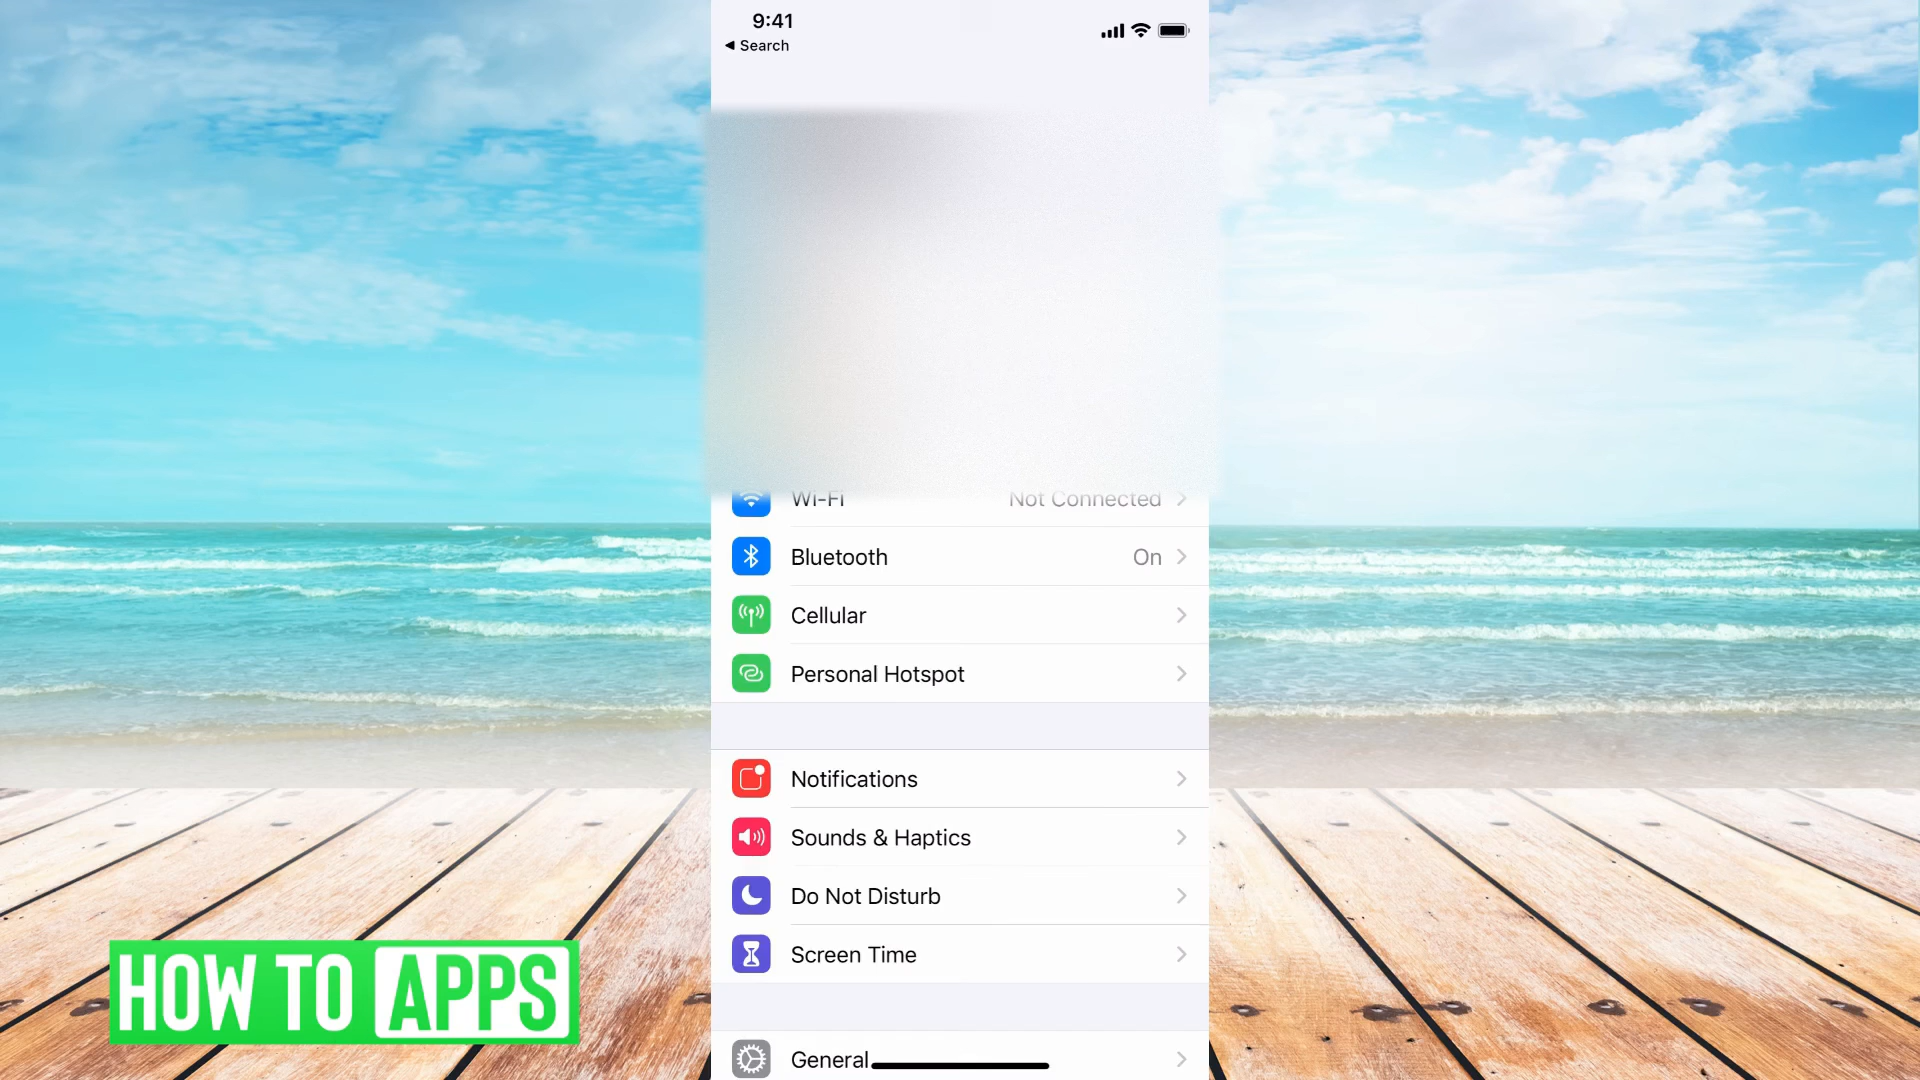 9:41
◀ Search
Wi-Fi Not Connected
Bluetooth On
Cellular
Personal Hotspot
Notifications
Sounds & Haptics
Do Not Disturb
Screen Time
General
HOW TO APPS